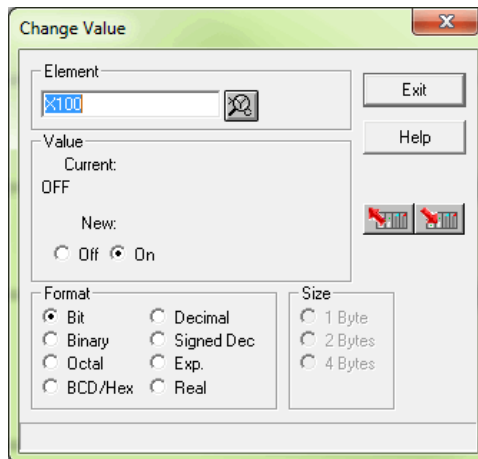 Change Value
Element
X100
Exit
Help
Value
Current:
OFF
New:
Off On
Format
Bit Decimal
Binary Signed Dec
Octal Exp.
BCD/Hex Real
Size
1 Byte
2 Bytes
4 Bytes